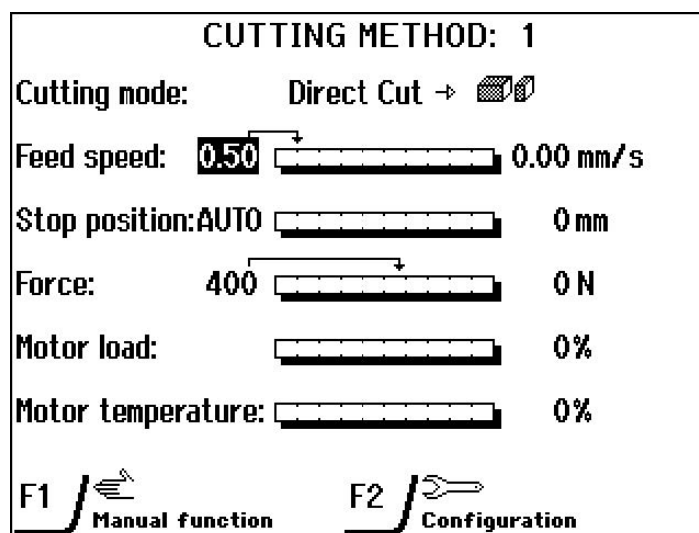 CUTTING METHOD: 1
Cutting mode: Direct Cut →
Feed speed: 0.50 0.00 mm/s
Stop position: AUTO 0 mm
Force: 400 0 N
Motor load: 0%
Motor temperature: 0%
F1 Manual function F2 Configuration